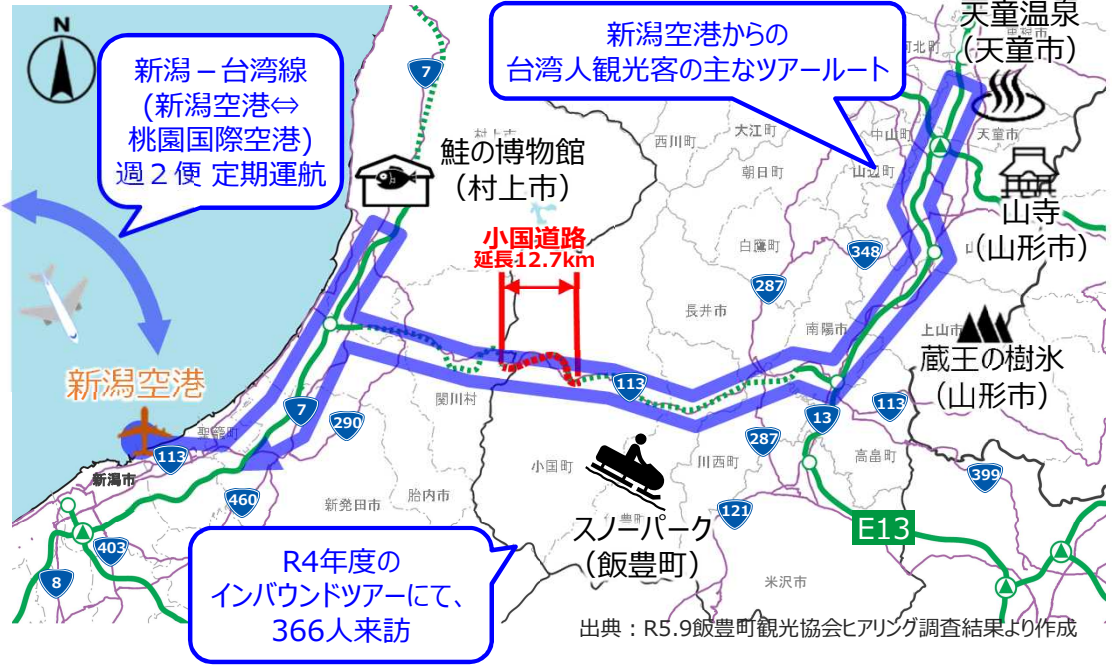 N
新潟－台湾線
(新潟空港⇔
桃園国際空港)
週２便 定期運航
7
新潟空港からの
台湾人観光客の主なツアールート
天童温泉
(天童市)
河北町
村上市
鮭の博物館
（村上市）
西川町
大江町
中山町
天童市
朝日町
山辺町
山寺
（山形市）
小国道路
延長12.7km
白鷹町
348
287
長井市
南陽市
上山市
蔵王の樹氷
（山形市）
新潟空港
7
290
関川村
113
13
113
聖籠町
113
新潟市
287
高畠町
小国町
川西町
399
460
新発田市
胎内市
121
スノーパーク
（飯豊町）
E13
403
8
R4年度の
インバウンドツアーにて、
366人来訪
米沢市
出典：R5.9飯豊町観光協会ヒアリング調査結果より作成